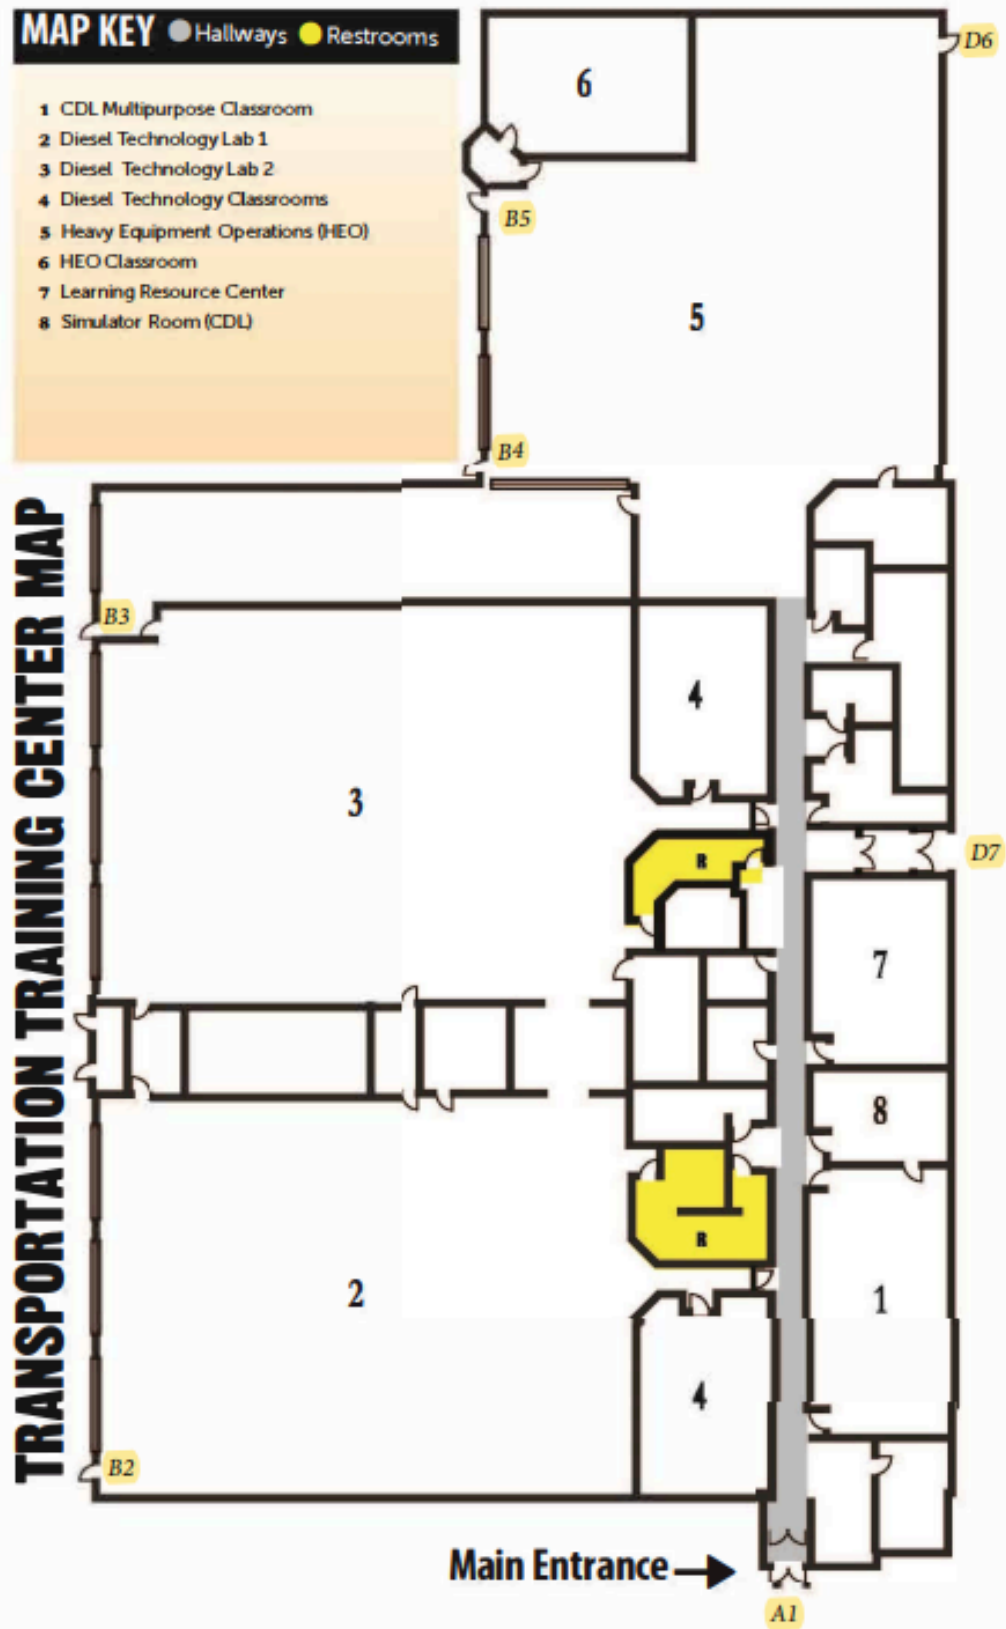 MAP KEY Hallways Restrooms
1 CDL Multipurpose Classroom
2 Diesel Technology Lab 1
3 Diesel Technology Lab 2
4 Diesel Technology Classrooms
5 Heavy Equipment Operations (HEO)
6 HEO Classroom
7 Learning Resource Center
8 Simulator Room (CDL)
TRANSPORTATION TRAINING CENTER MAP
D6
6
B5
5
B4
B3
4
3
R
D7
7
8
R
2
1
4
B2
Main Entrance
A1